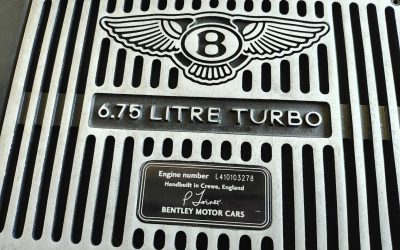 B
6.75 LITRE TURBO
Engine number L410103278
Handbuilt in Crewe, England
BENTLEY MOTOR CARS